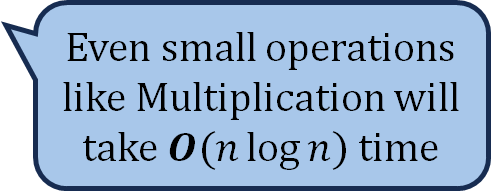 Even small operations
like Multiplication will
take O(n log n) time